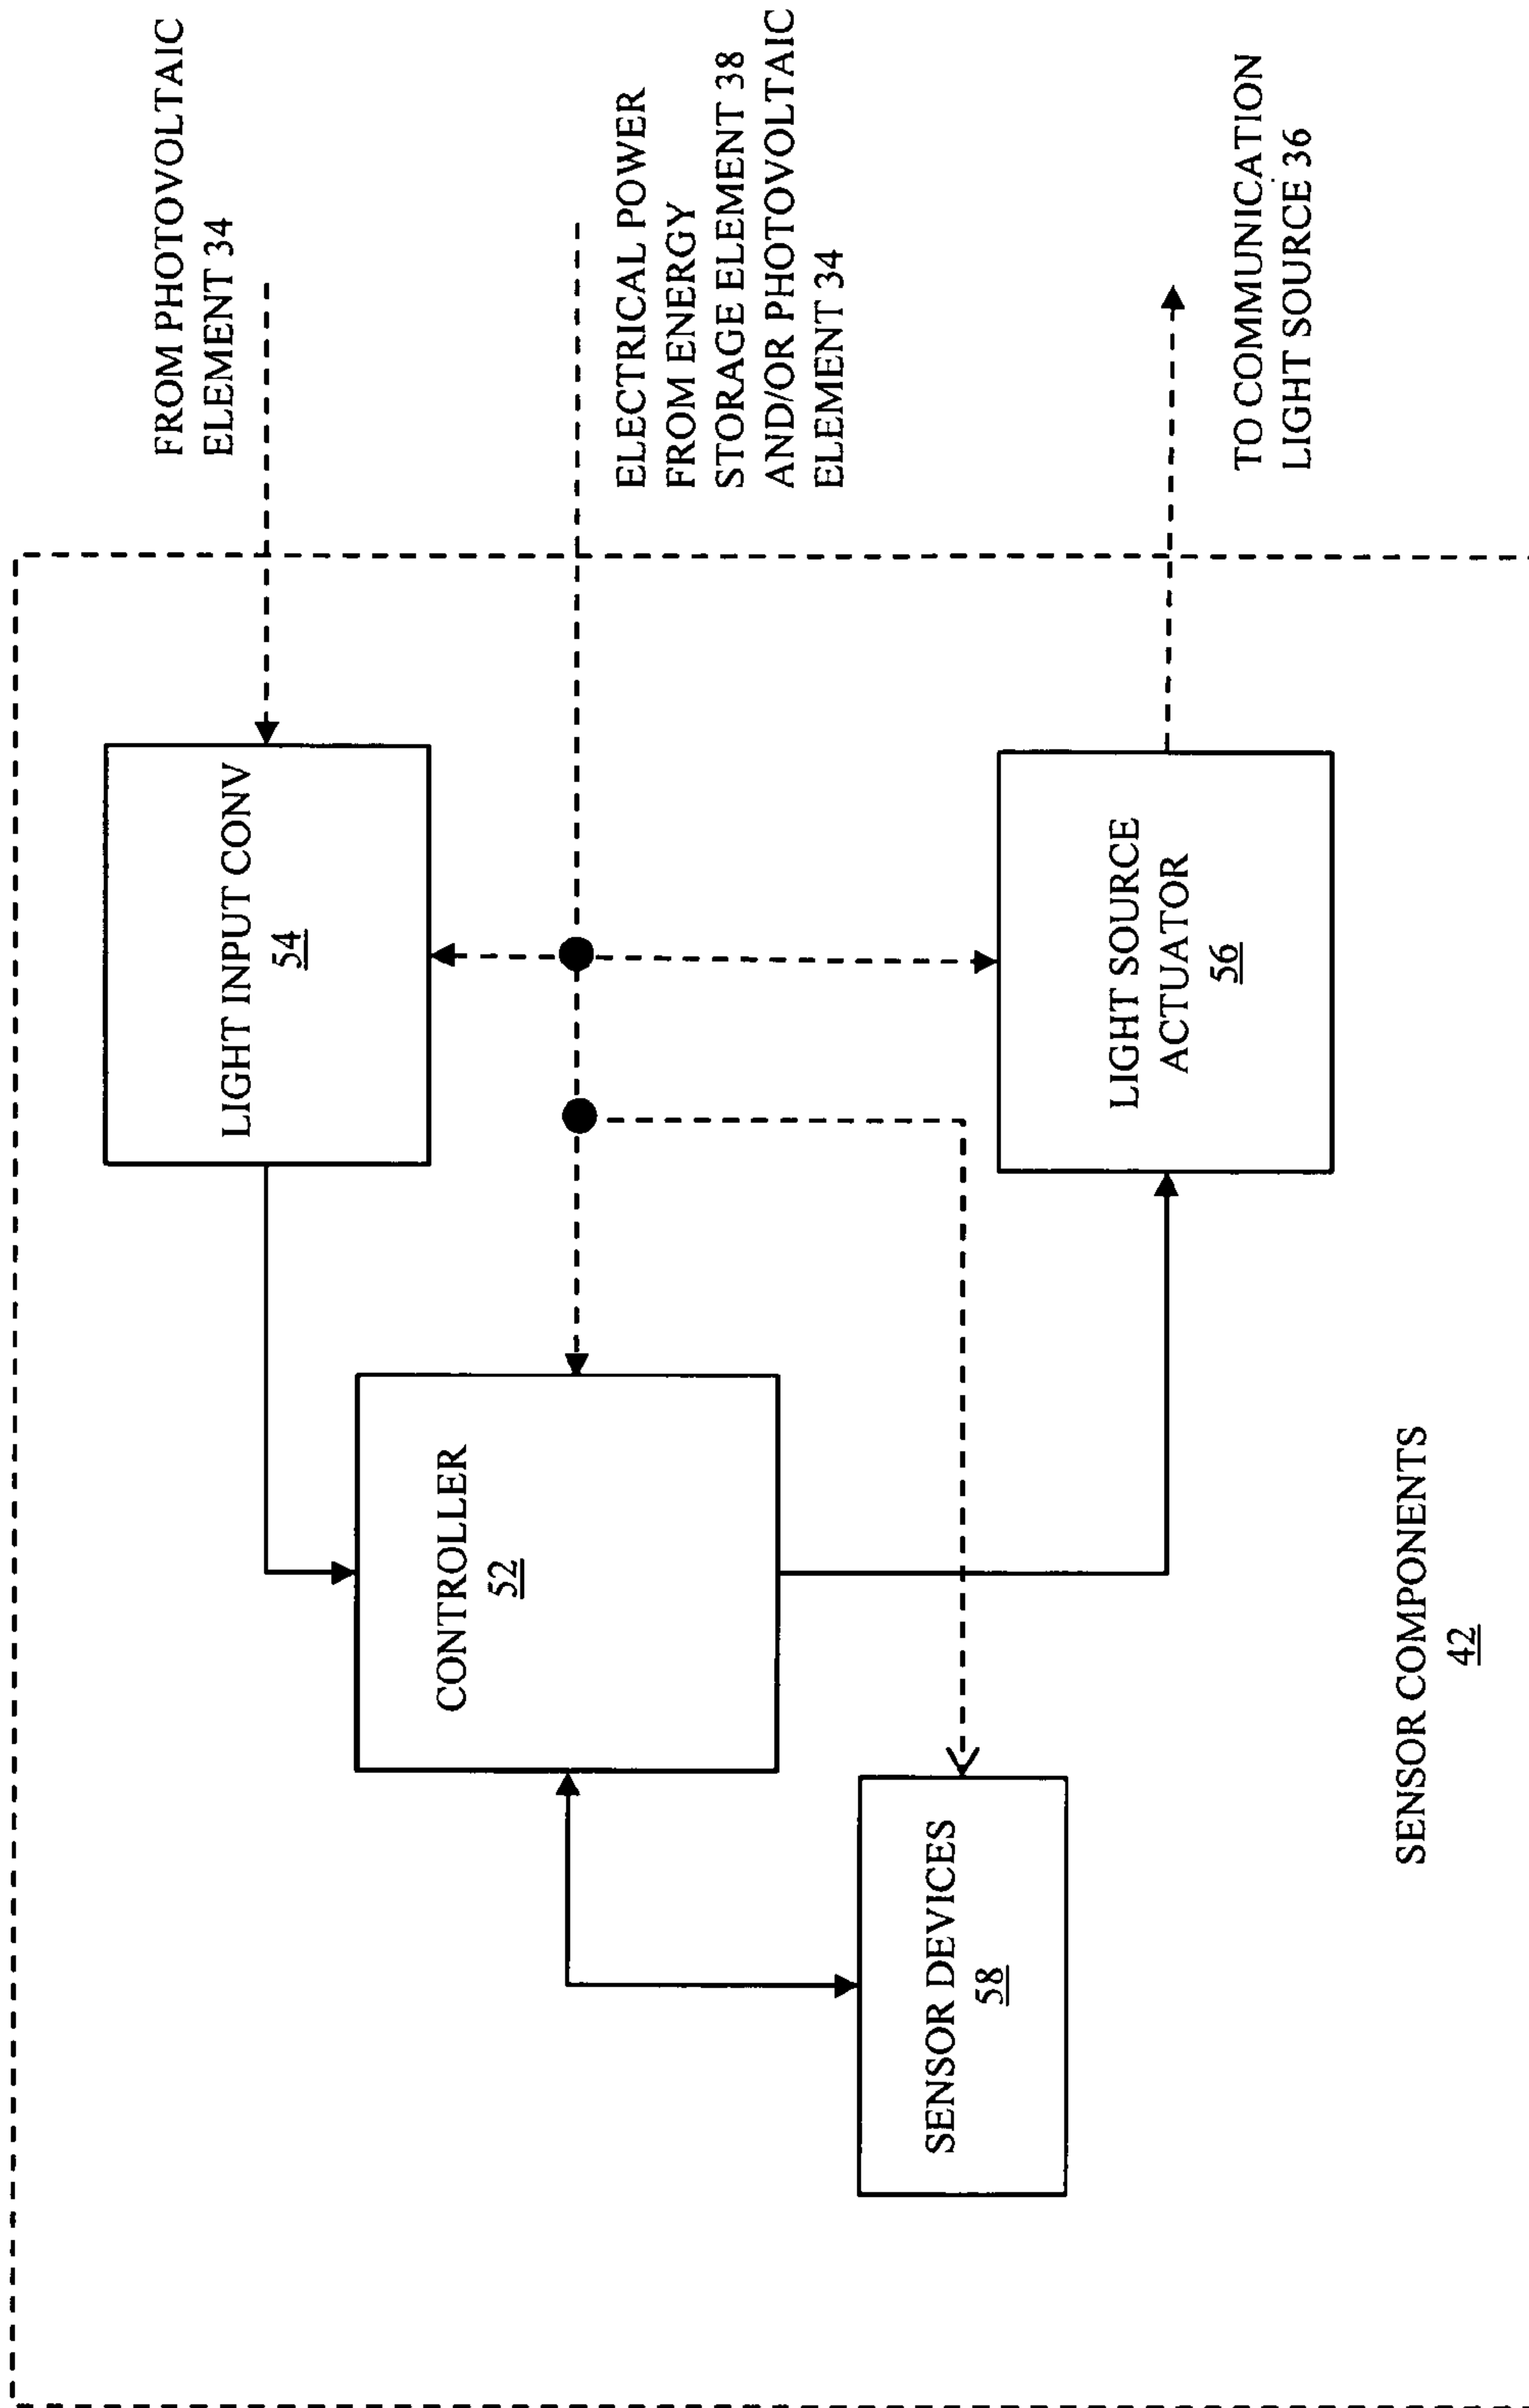 FROM PHOTOVOLTAIC
ELEMENT 34
LIGHT INPUT CONV
54
ELECTRICAL POWER
FROM ENERGY
STORAGE ELEMENT 38
AND/OR PHOTOVOLTAIC
ELEMENT 34
CONTROLLER
52
LIGHT SOURCE
ACTUATOR
56
TO COMMUNICATION
LIGHT SOURCE 36
SENSOR DEVICES
58
SENSOR COMPONENTS
42